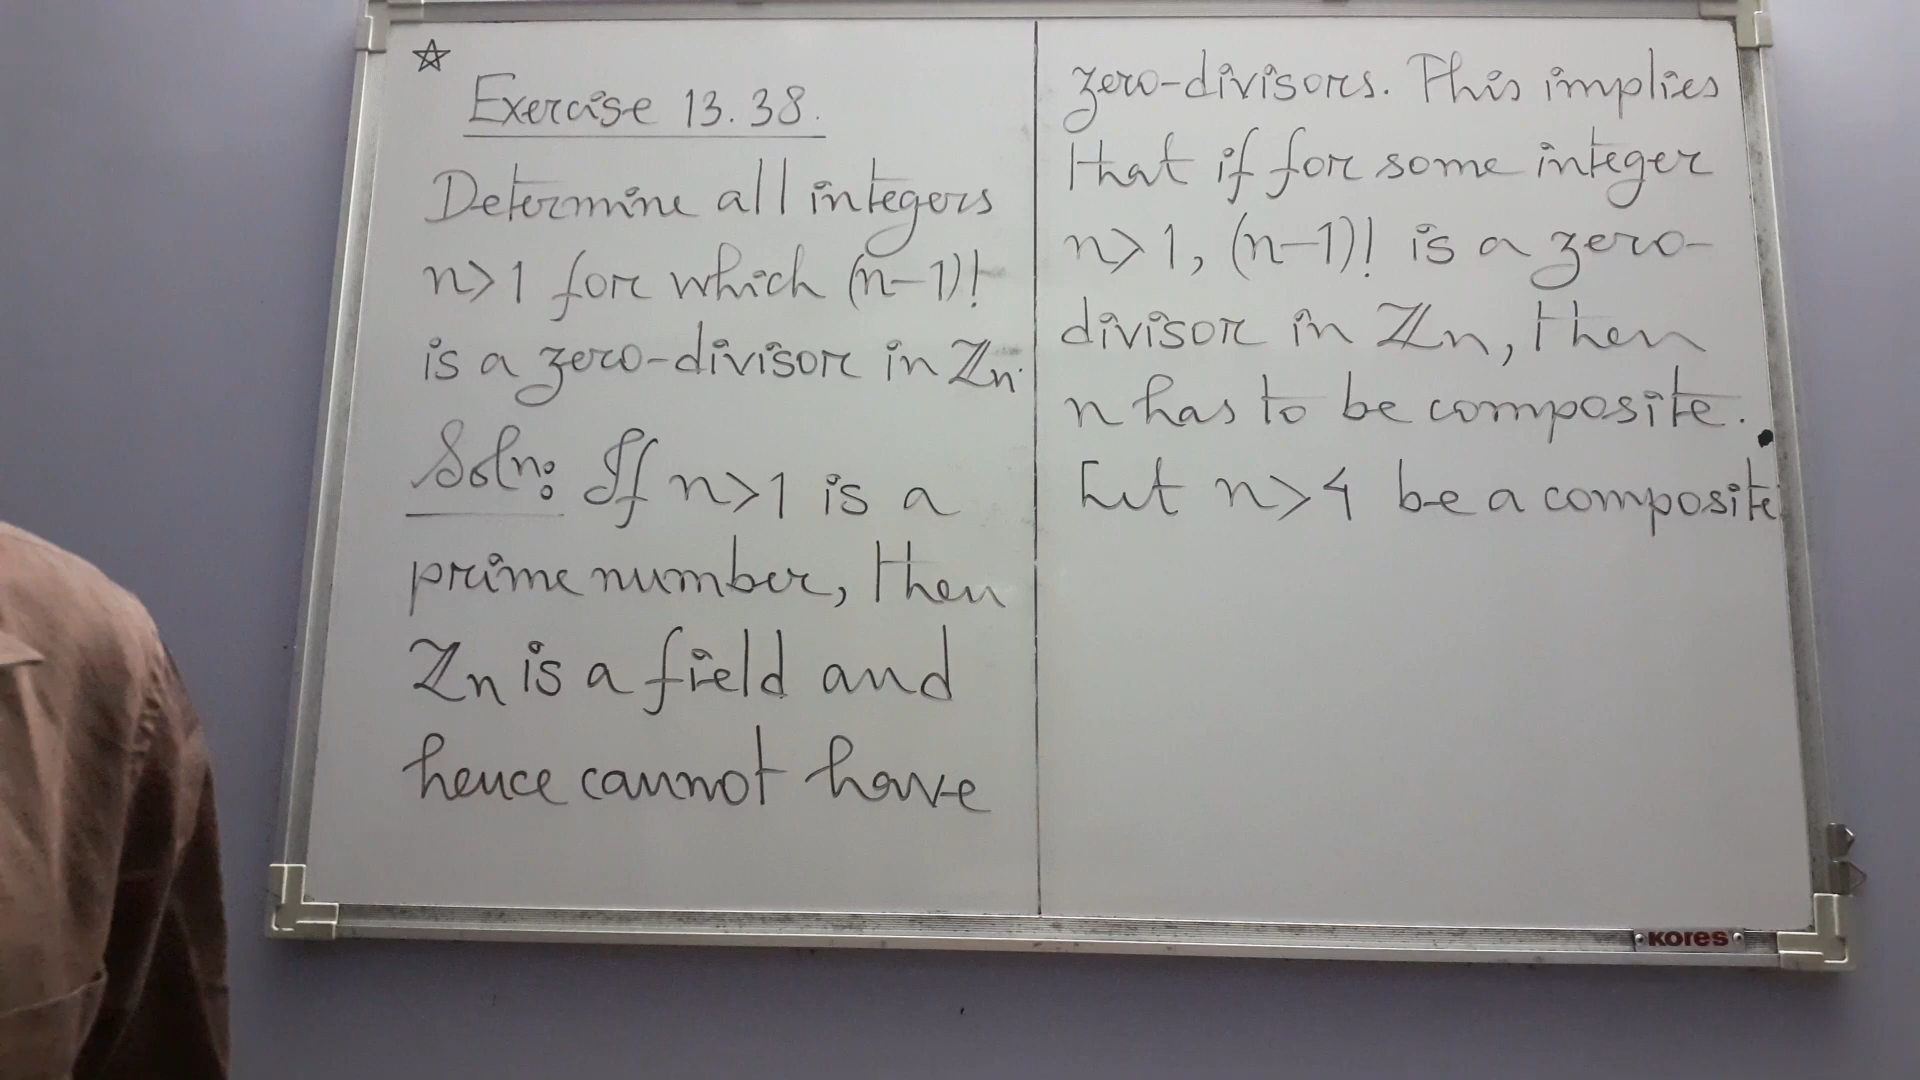 Exercise 13.38.
Determine all integers
n>1 for which (n-1)!
is a zero-divisor in ℤn.
Soln: If n>1 is a
prime number, then
ℤn is a field and
hence cannot have
zero-divisors. This implies
that if for some integer
n>1, (n-1)! is a zero-
divisor in ℤn, then
n has to be composite.
Let n>4 be a composite
KORES